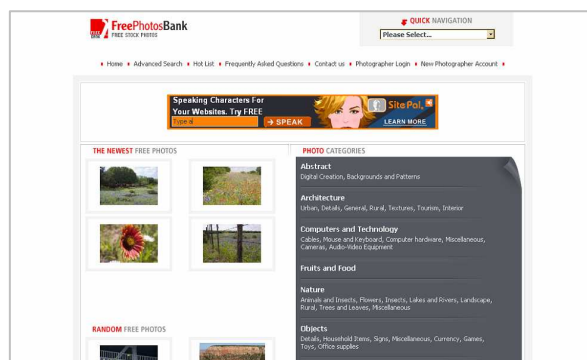 FreePhotosBank
FREE STOCK PHOTOS
QUICK NAVIGATION
Please Select...
Home Advanced Search Hot List Frequently Asked Questions Contact us Photographer Login New Photographer Account
Speaking Characters For
Your Websites. Try FREE
Type a
SPEAK
SitePal
LEARN MORE
THE NEWEST FREE PHOTOS
PHOTO CATEGORIES
Abstract
Digital Creation, Backgrounds and Patterns
Architecture
Urban, Details, General, Rural, Textures, Tourism, Interior
Computers and Technology
Cables, Mouse and Keyboard, Computer hardware, Miscellaneous,
Cameras, Audio-Video Equipment
Fruits and Food
Nature
Animals and Insects, Flowers, Insects, Lakes and Rivers, Landscape,
Rural, Trees and Leaves, Miscellaneous
Objects
Details, Household Items, Signs, Miscellaneous, Currency, Games,
Toys, Office supplies
RANDOM FREE PHOTOS